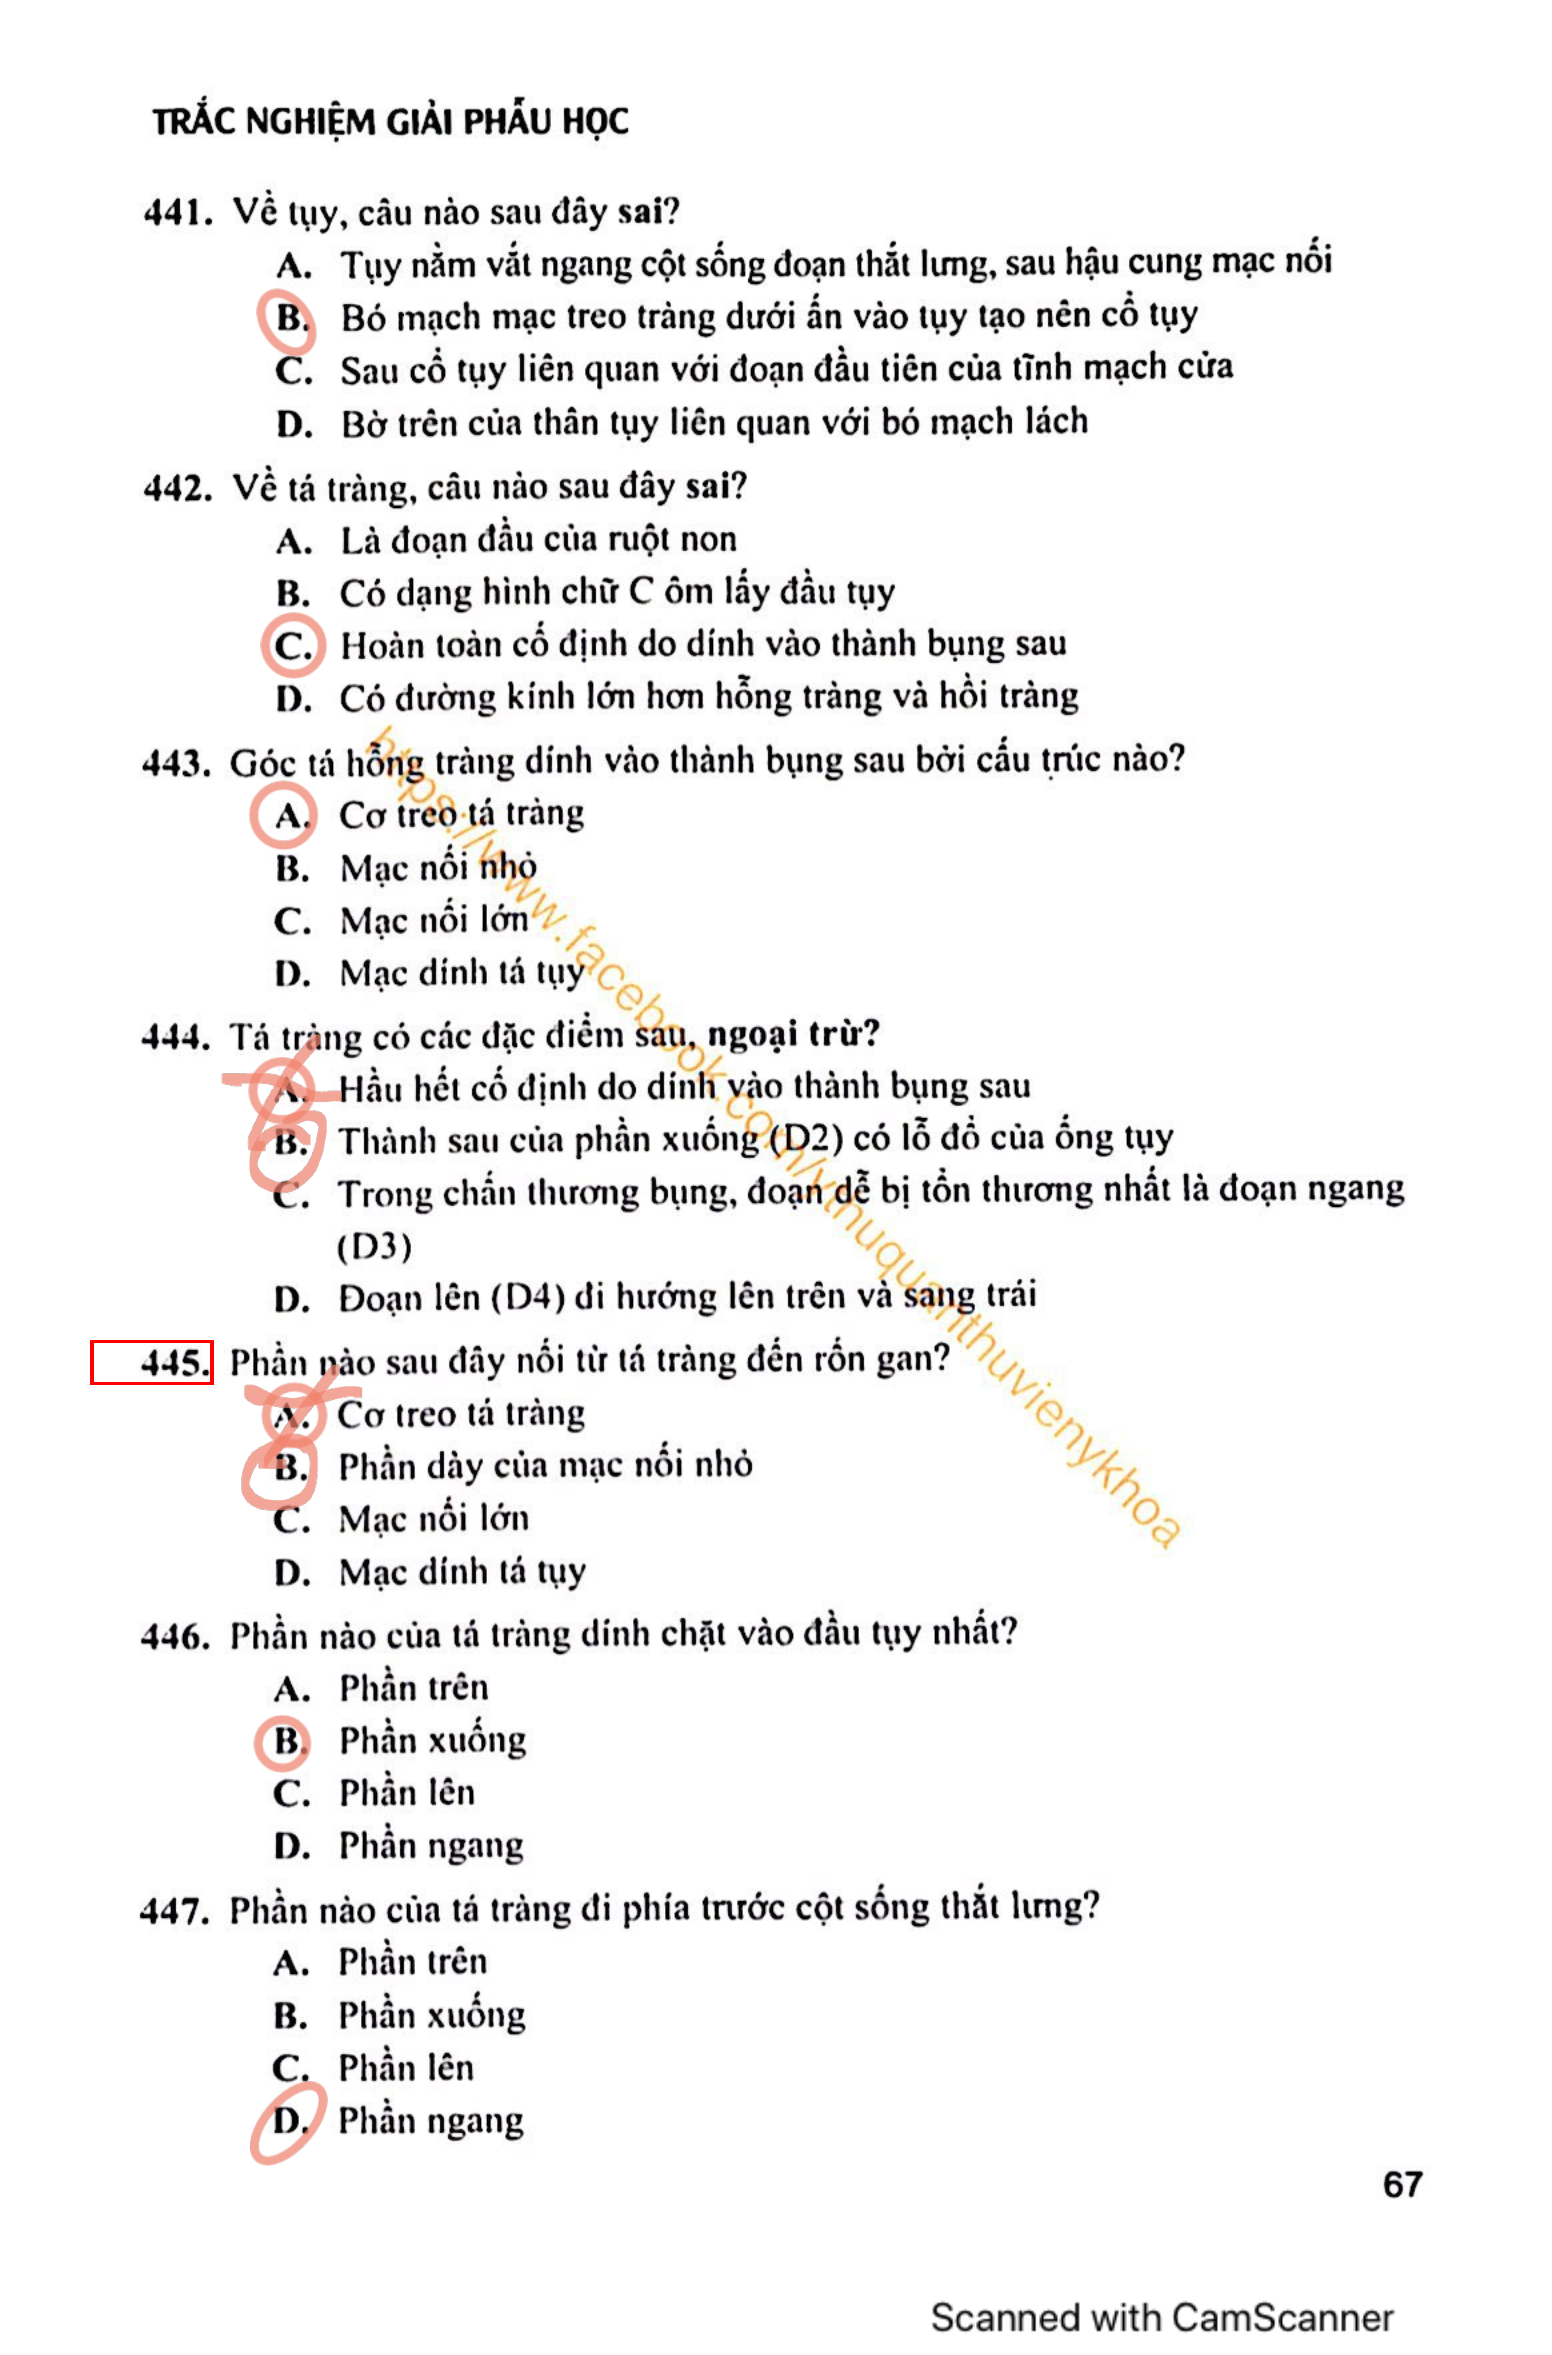 TRẮC NGHIỆM GIẢI PHẪU HỌC
441. Về tụy, câu nào sau đây sai?
A. Tụy nằm vắt ngang cột sống đoạn thắt lưng, sau hậu cung mạc nối
B. Bó mạch mạc treo tràng dưới ấn vào tụy tạo nên cổ tụy
C. Sau cổ tụy liên quan với đoạn đầu tiên của tĩnh mạch cửa
D. Bờ trên của thân tụy liên quan với bó mạch lách
442. Về tá tràng, câu nào sau đây sai?
A. Là đoạn đầu của ruột non
B. Có dạng hình chữ C ôm lấy đầu tụy
C. Hoàn toàn cố định do dính vào thành bụng sau
D. Có đường kính lớn hơn hỗng tràng và hồi tràng
443. Góc tá hỗng tràng dính vào thành bụng sau bởi cấu trúc nào?
A. Cơ treo tá tràng
B. Mạc nối nhỏ
C. Mạc nối lớn
D. Mạc dính tá tụy
444. Tá tràng có các đặc điểm sau, ngoại trừ?
A. Hầu hết cố định do dính vào thành bụng sau
B. Thành sau của phần xuống (D2) có lỗ đổ của ống tụy
C. Trong chấn thương bụng, đoạn dễ bị tổn thương nhất là đoạn ngang
(D3)
D. Đoạn lên (D4) đi hướng lên trên và sang trái
445. Phần nào sau đây nối từ tá tràng đến rốn gan?
A. Cơ treo tá tràng
B. Phần dày của mạc nối nhỏ
C. Mạc nối lớn
D. Mạc dính tá tụy
446. Phần nào của tá tràng dính chặt vào đầu tụy nhất?
A. Phần trên
B. Phần xuống
C. Phần lên
D. Phần ngang
447. Phần nào của tá tràng đi phía trước cột sống thắt lưng?
A. Phần trên
B. Phần xuống
C. Phần lên
D. Phần ngang
https://www.facebook.com/ythuquanthuvienykhoa
67
Scanned with CamScanner